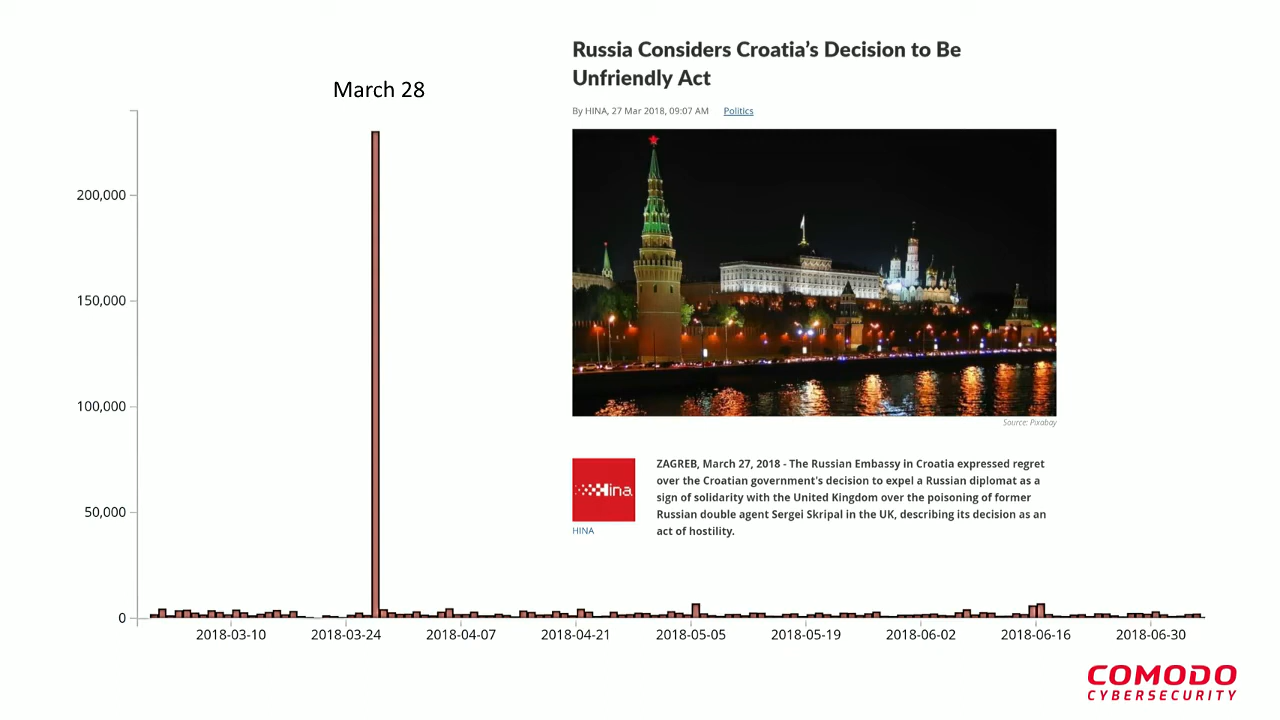 Russia Considers Croatia’s Decision to Be
Unfriendly Act
March 28
By HINA, 27 Mar 2018, 09:07 AM Politics
200,000
150,000
100,000
50,000
0
2018-03-10 2018-03-24 2018-04-07 2018-04-21 2018-05-05 2018-05-19 2018-06-02 2018-06-16 2018-06-30
Source: Pixabay
Hina
HINA
ZAGREB, March 27, 2018 - The Russian Embassy in Croatia expressed regret
over the Croatian government's decision to expel a Russian diplomat as a
sign of solidarity with the United Kingdom over the poisoning of former
Russian double agent Sergei Skripal in the UK, describing its decision as an
act of hostility.
COMODO
CYBERSECURITY